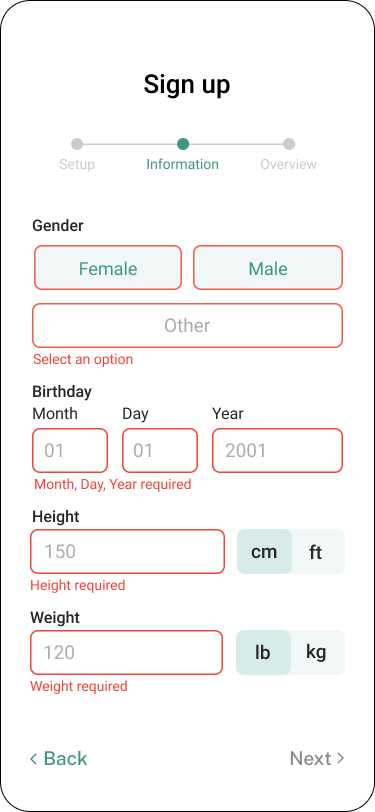 Sign up
Setup Information Overview
Gender
Female Male
Other
Select an option
Birthday
Month Day Year
01 01 2001
Month, Day, Year required
Height
150 cm ft
Height required
Weight
120 lb kg
Weight required
< Back Next >